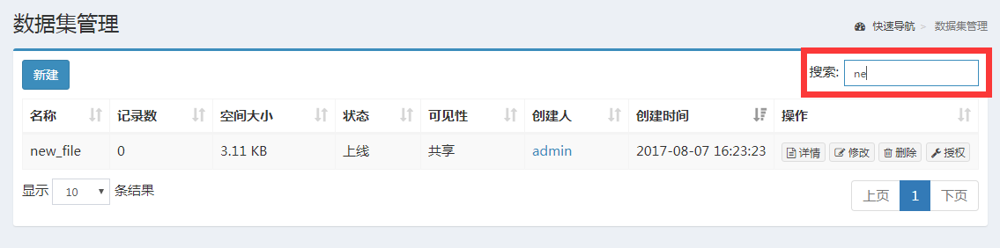 数据集管理
快速导航 > 数据集管理
新建
搜索: ne
名称 记录数 空间大小 状态 可见性 创建人 创建时间 操作
new_file 0 3.11 KB 上线 共享 admin 2017-08-07 16:23:23 详情 修改 删除 授权
显示 10 条结果
上页 1 下页